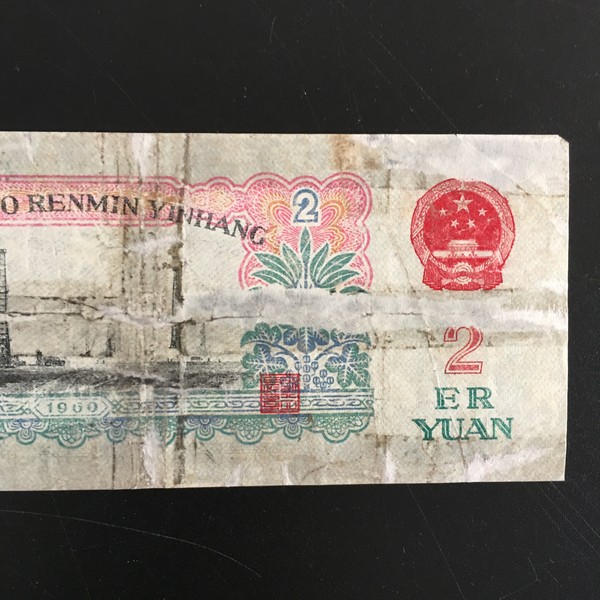 O RENMIN YINHANG
2
2
ER
YUAN
1960